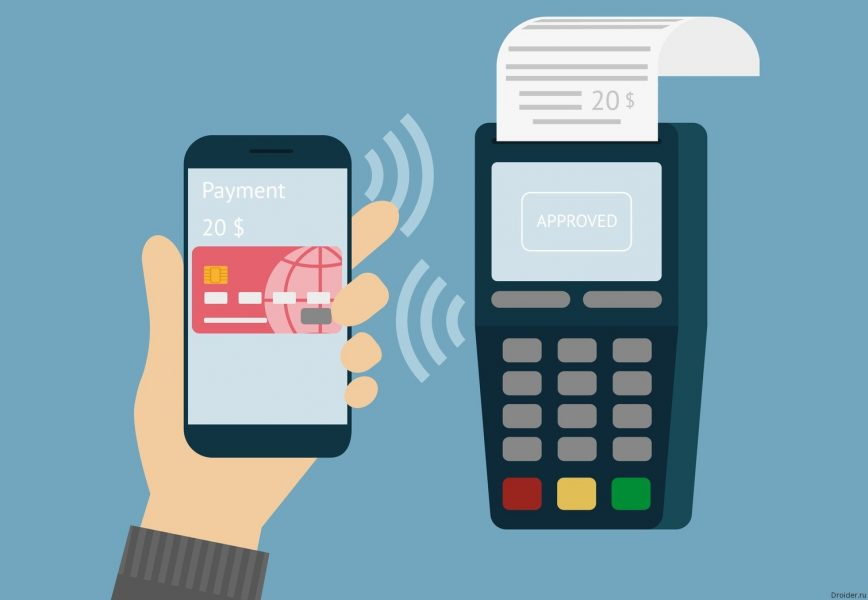 20 $
Payment
20 $
APPROVED
Droider.ru